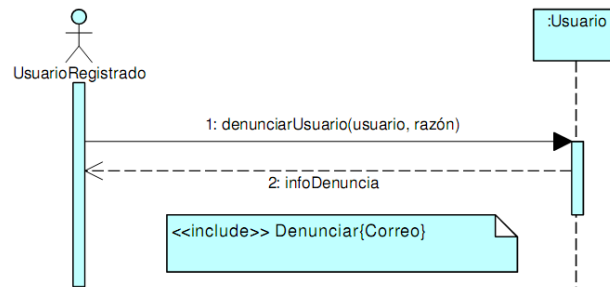 :Usuario
UsuarioRegistrado
1: denunciarUsuario(usuario, razón)
2: infoDenuncia
<<include>> Denunciar{Correo}